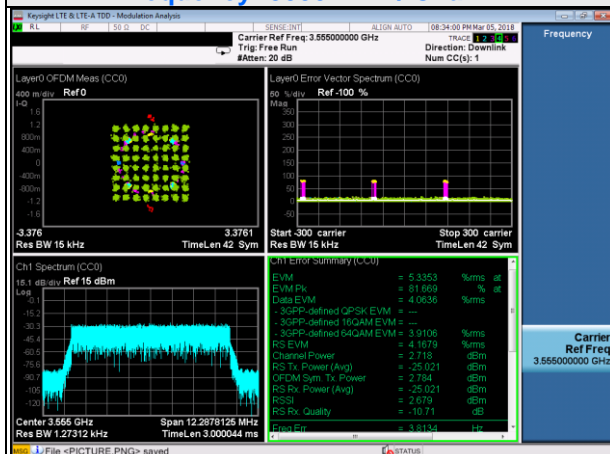 Keysight LTE & LTE-A TDD - Modulation Analysis
RL RF 50 Ω DC SENSE:INT ALIGN AUTO 08:34:00 PM Mar 05, 2018
Carrier Ref Freq: 3.555000000 GHz TRACE 1 2 3 4 5 6
Trig: Free Run Direction: Downlink
#Atten: 20 dB Num CC(s): 1
Frequency
Layer0 OFDM Meas (CC0)
400 m/div Ref 0
I-Q
1.6
1.2
800m
400m
0
-400m
-800m
-1.2
-1.6
-3.376 3.3761
Res BW 15 kHz TimeLen 42 Sym
Layer0 Error Vector Spectrum (CC0)
50 %/div Ref -100 %
Mag
350
300
250
200
150
100
50
0
-50
Start -300 carrier Stop 300 carrier
Res BW 15 kHz TimeLen 42 Sym
Ch1 Spectrum (CC0)
15.1 dB/div Ref 15 dBm
Log
-0.1
-15.2
-30.3
-45.4
-60.5
-75.6
-90.7
-105
-120
Center 3.555 GHz Span 12.2878125 MHz
Res BW 1.27312 kHz TimeLen 3.000044 ms
Ch1 Error Summary (CC0)
EVM = 5.3353 %rms at
EVM Pk = 81.669 % at
Data EVM = 4.0636 %rms
- 3GPP-defined QPSK EVM = ---
- 3GPP-defined 16QAM EVM = ---
- 3GPP-defined 64QAM EVM = 3.9106 %rms
RS EVM = 4.1679 %rms
Channel Power = 2.718 dBm
RS Tx. Power (Avg) = -25.021 dBm
OFDM Sym. Tx. Power = 2.784 dBm
RS Rx. Power (Avg) = -25.021 dBm
RSSI = 2.679 dBm
RS Rx. Quality = -10.71 dB
Freq Err = 3.8134 Hz
Carrier
Ref Freq
3.555000000 GHz
MSG File <PICTURE.PNG> saved STATUS